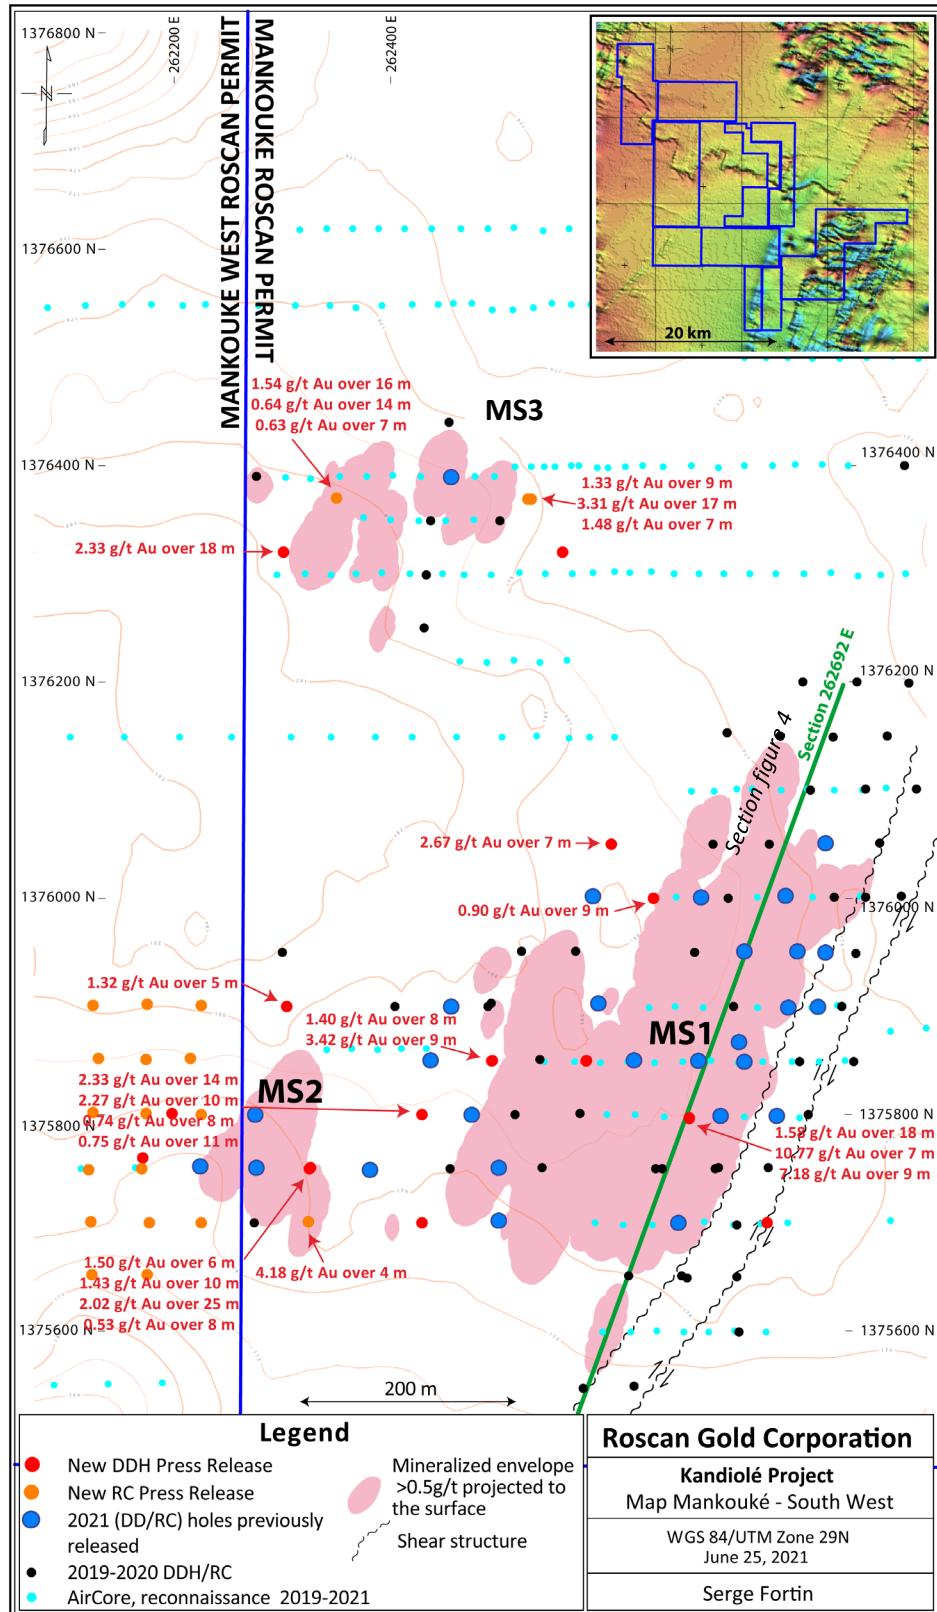 1376800 N
262200 E
262400 E
MANKOUKE WEST ROSCAN PERMIT
MANKOUKE ROSCAN PERMIT
N
20 km
1376600 N
1.54 g/t Au over 16 m
0.64 g/t Au over 14 m
0.63 g/t Au over 7 m
MS3
1376400 N
1376400 N
1.33 g/t Au over 9 m
3.31 g/t Au over 17 m
1.48 g/t Au over 7 m
2.33 g/t Au over 18 m
1376200 N
1376200 N
Section 262692 E
Section figure 4
2.67 g/t Au over 7 m
1376000 N
1376000 N
0.90 g/t Au over 9 m
1.32 g/t Au over 5 m
1.40 g/t Au over 8 m
3.42 g/t Au over 9 m
MS1
2.33 g/t Au over 14 m
2.27 g/t Au over 10 m
0.74 g/t Au over 8 m
0.75 g/t Au over 11 m
MS2
1375800 N
1375800 N
1.59 g/t Au over 18 m
10.77 g/t Au over 7 m
7.18 g/t Au over 9 m
1.50 g/t Au over 6 m
1.43 g/t Au over 10 m
2.02 g/t Au over 25 m
0.53 g/t Au over 8 m
4.18 g/t Au over 4 m
1375600 N
1375600 N
200 m
Legend
New DDH Press Release
New RC Press Release
2021 (DD/RC) holes previously
released
2019-2020 DDH/RC
AirCore, reconnaissance 2019-2021
Mineralized envelope
>0.5g/t projected to
the surface
Shear structure
Roscan Gold Corporation
Kandiolé Project
Map Mankouké - South West
WGS 84/UTM Zone 29N
June 25, 2021
Serge Fortin